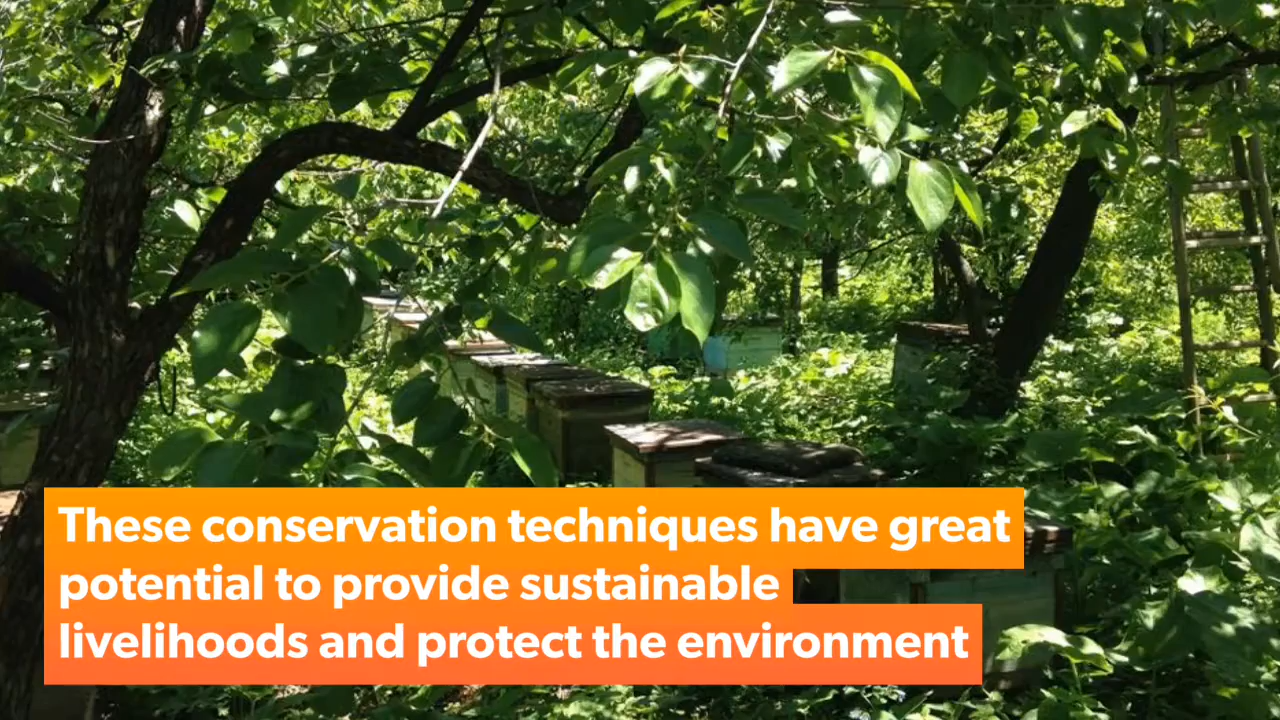 These conservation techniques have great
potential to provide sustainable
livelihoods and protect the environment